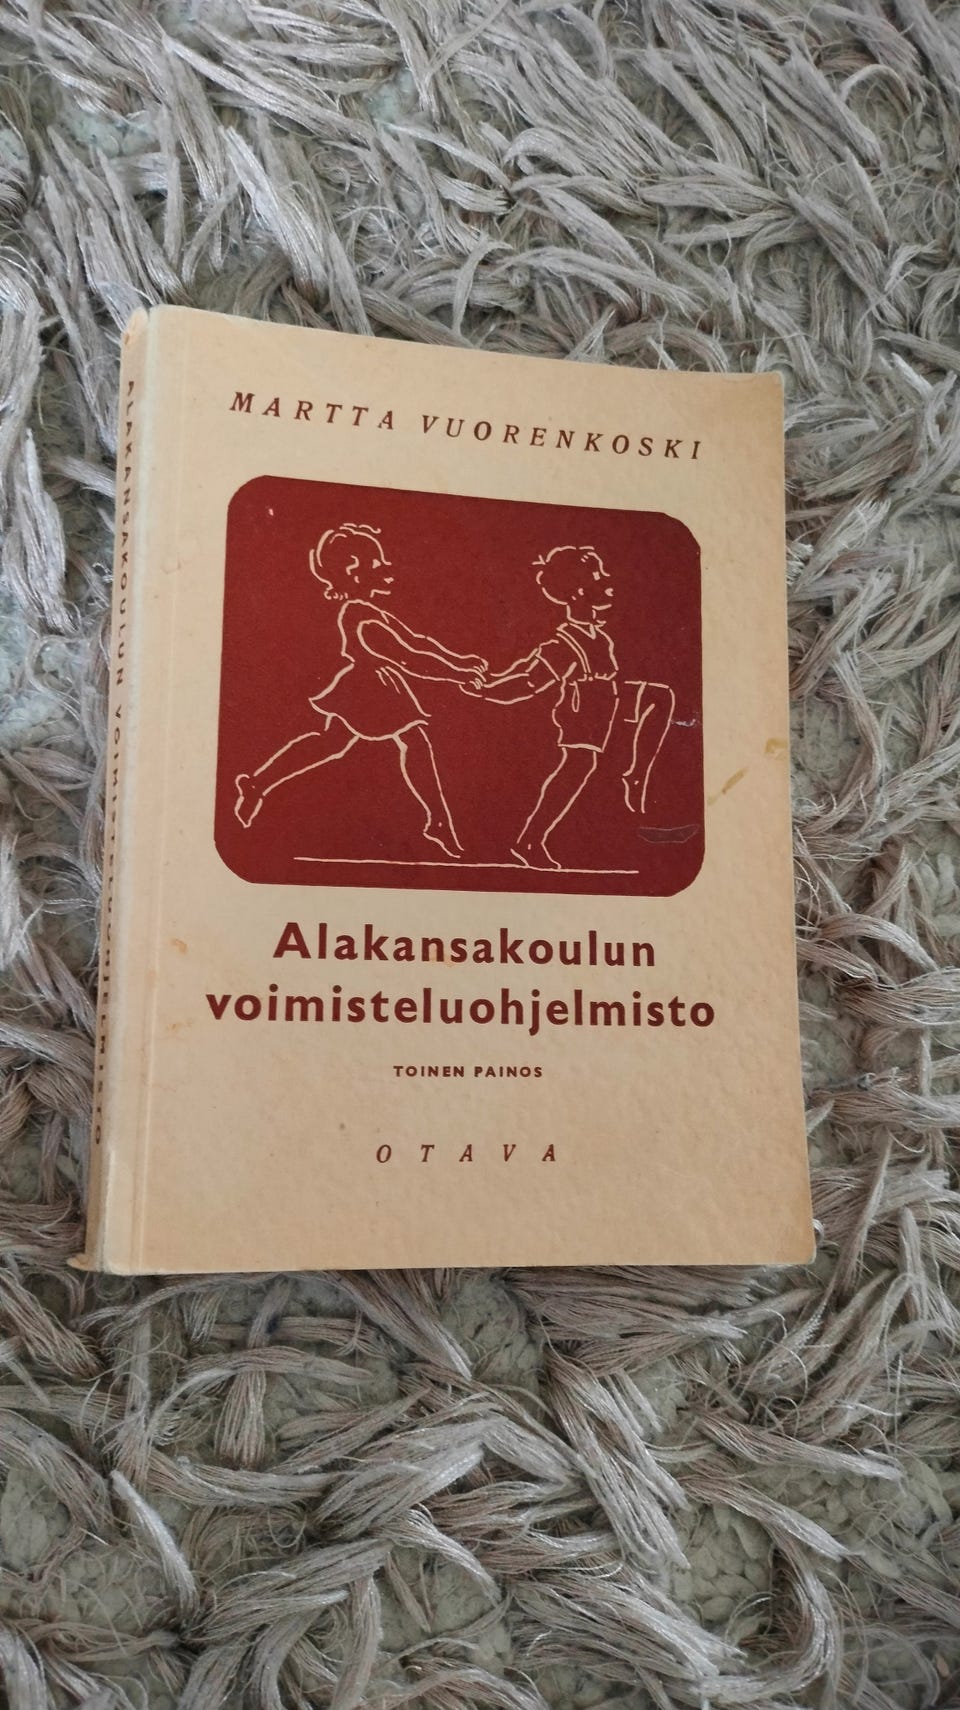 MARTTA VUORENKOSKI
Alakansakoulun
voimisteluohjelmisto
TOINEN PAINOS
OTAVA
ALAKANSAKOULUN VOIMISTELUOHJELMISTO